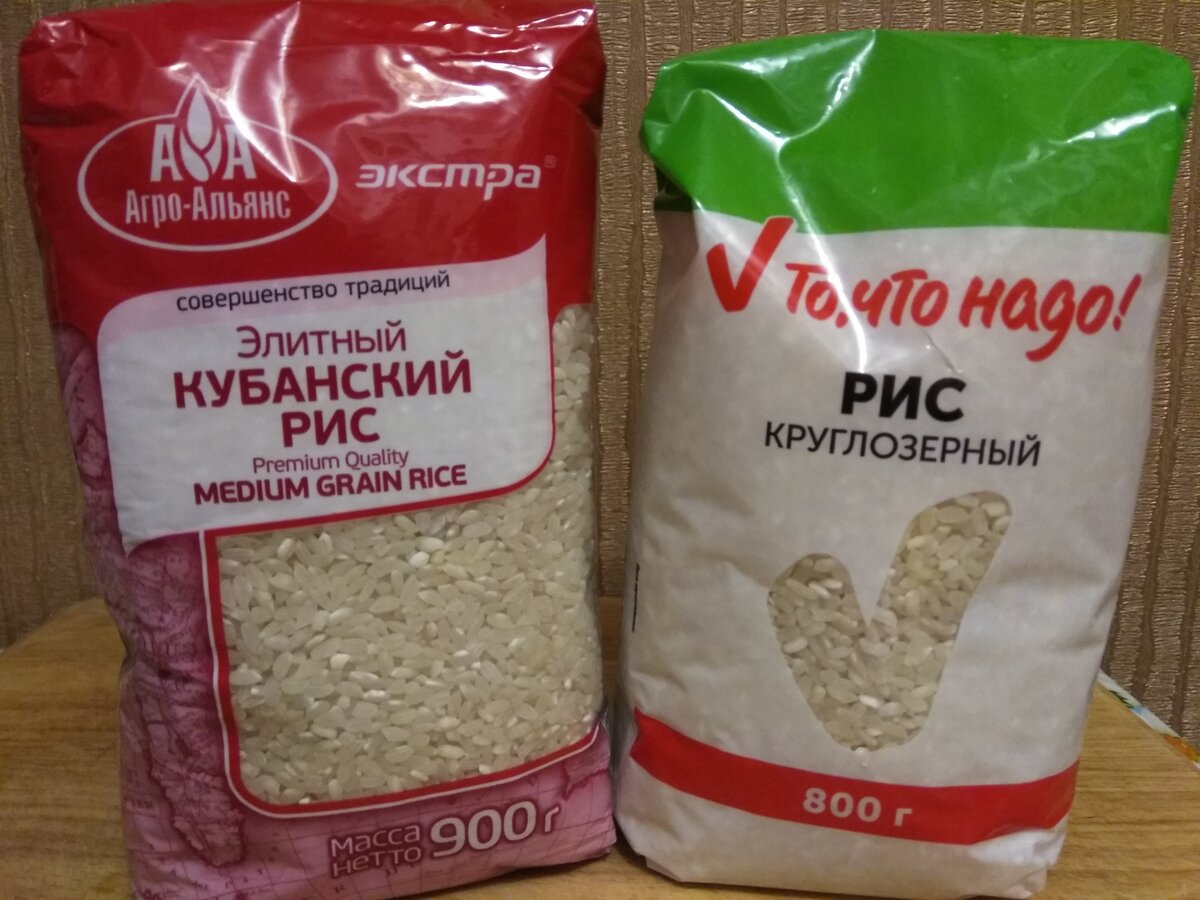 АА
Агро-Альянс
экстра®
совершенство традиций
Элитный
КУБАНСКИЙ
РИС
Premium Quality
MEDIUM GRAIN RICE
масса
нетто 900г
То, что надо!
РИС
КРУГЛОЗЕРНЫЙ
800 г